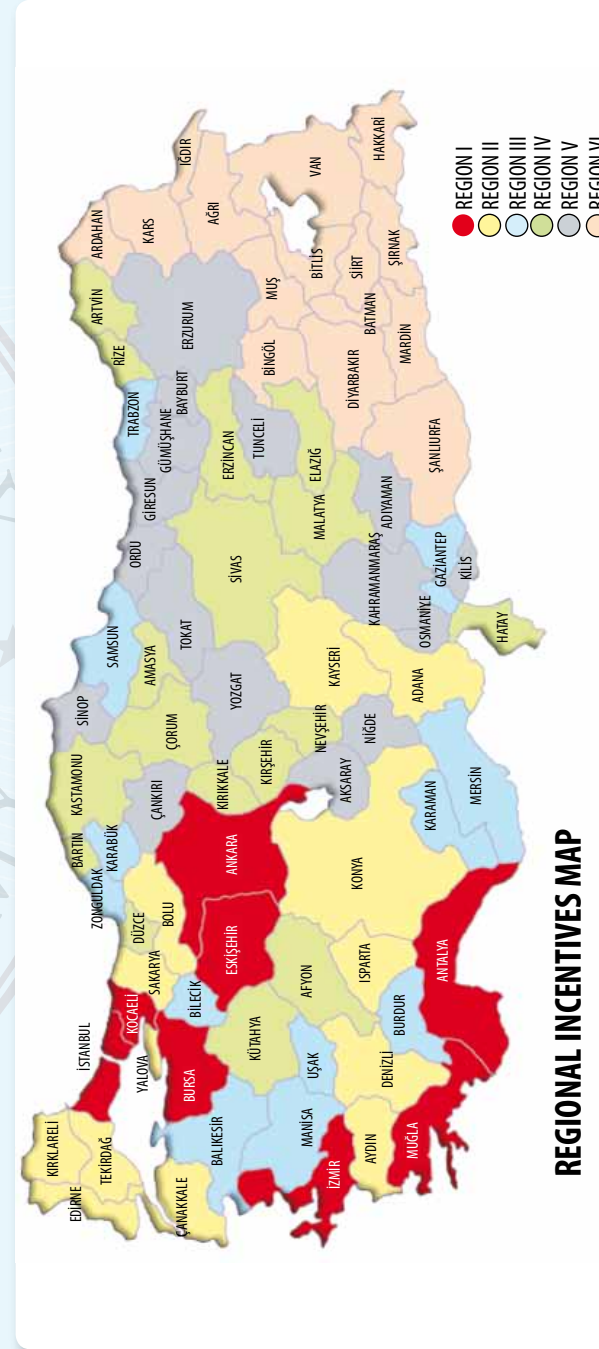 KIRKLARELİ
EDİRNE
TEKİRDAĞ
İSTANBUL
KOCAELİ
YALOVA
ÇANAKKALE
BURSA
BALIKESİR
BİLECİK
SAKARYA
DÜZCE
BOLU
ZONGULDAK
BARTIN
KARABÜK
KASTAMONU
SİNOP
ÇANKIRI
SAMSUN
AMASYA
ÇORUM
TOKAT
ORDU
GİRESUN
TRABZON
GÜMÜŞHANE
BAYBURT
RİZE
ARTVİN
ARDAHAN
KARS
IĞDIR
AĞRI
ERZURUM
ERZİNCAN
TUNCELİ
SİVAS
YOZGAT
KIRIKKALE
KIRŞEHİR
ANKARA
ESKİŞEHİR
KÜTAHYA
AFYON
UŞAK
MANİSA
İZMİR
AYDIN
DENİZLİ
MUĞLA
BURDUR
ISPARTA
ANTALYA
KONYA
KARAMAN
MERSİN
AKSARAY
NEVŞEHİR
NİĞDE
KAYSERİ
ADANA
KAHRAMANMARAŞ
OSMANİYE
HATAY
GAZİANTEP
KİLİS
ADIYAMAN
MALATYA
ELAZIĞ
BİNGÖL
MUŞ
BİTLİS
VAN
HAKKARİ
ŞIRNAK
SİİRT
BATMAN
MARDİN
DİYARBAKIR
ŞANLIURFA
REGIONAL INCENTIVES MAP
REGION I
REGION II
REGION III
REGION IV
REGION V
REGION VI